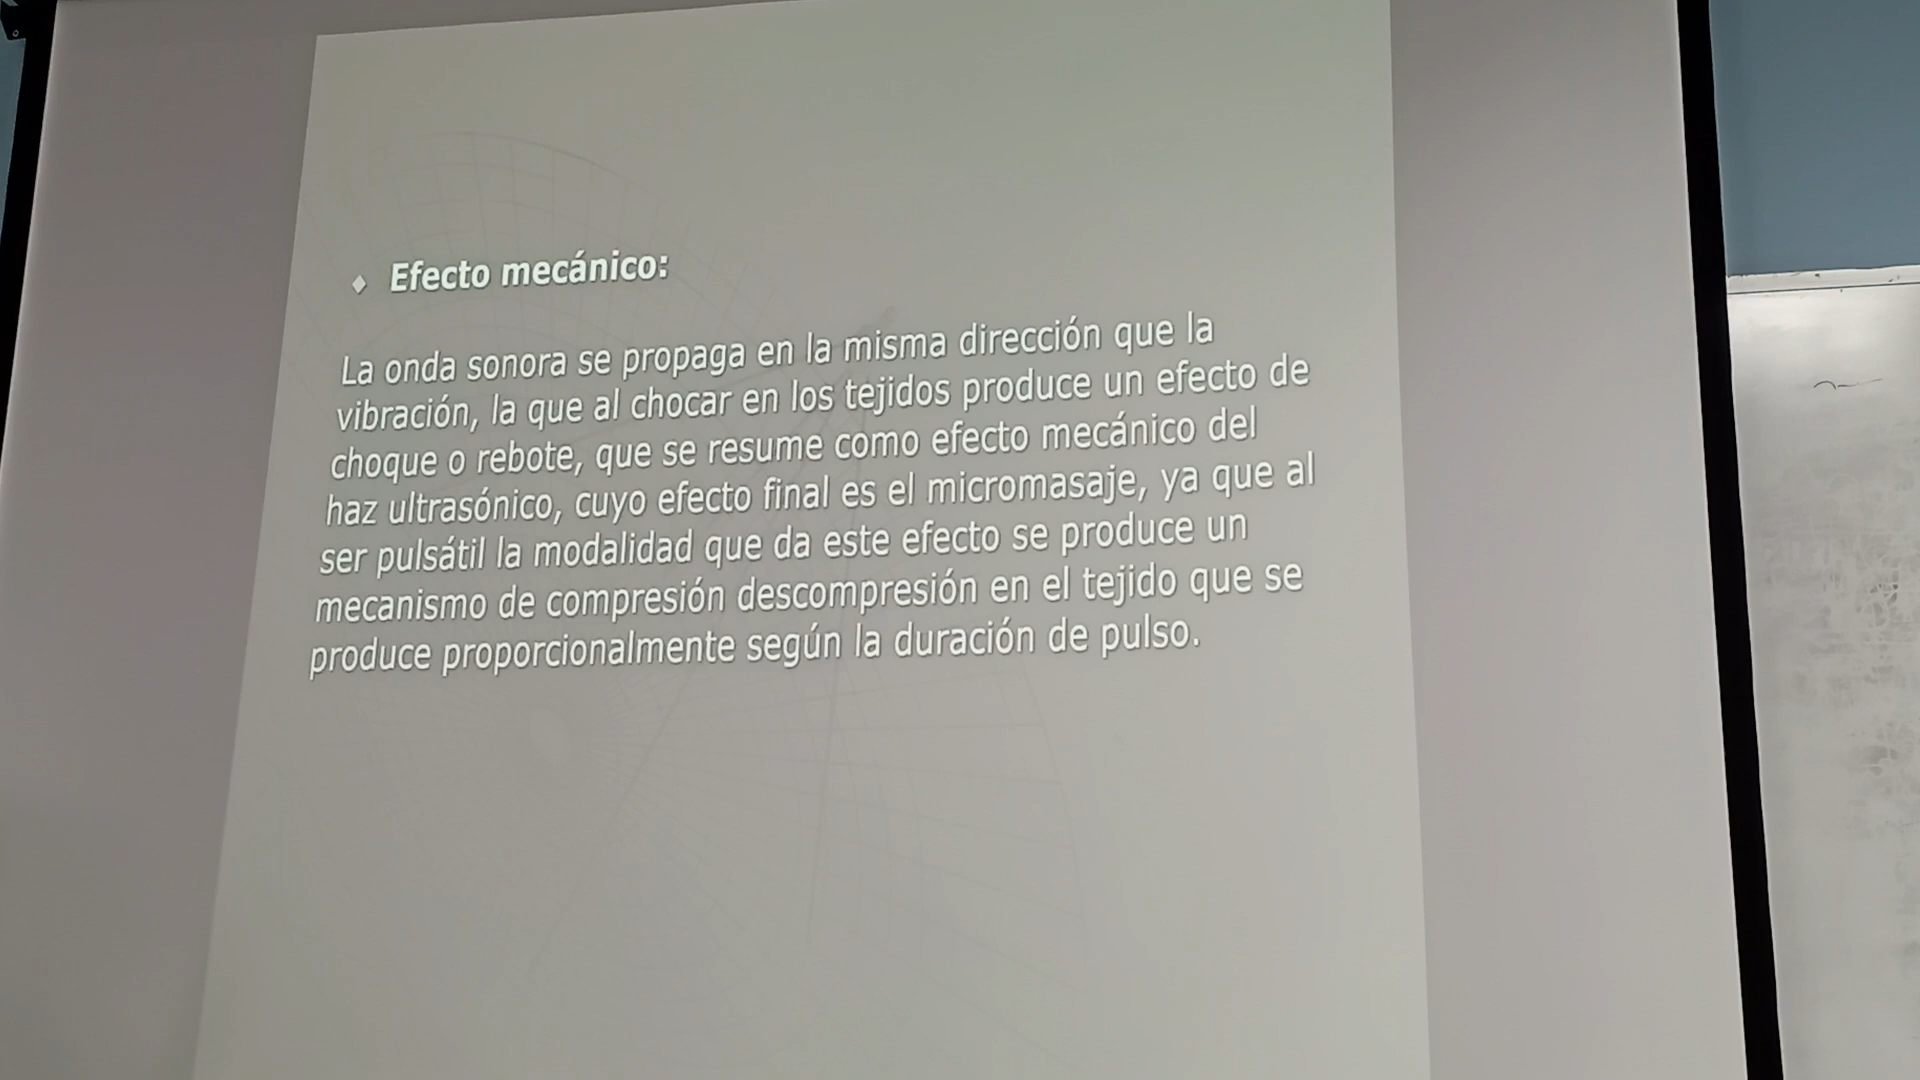 Efecto mecánico:
La onda sonora se propaga en la misma dirección que la
vibración, la que al chocar en los tejidos produce un efecto de
choque o rebote, que se resume como efecto mecánico del
haz ultrasónico, cuyo efecto final es el micromasaje, ya que al
ser pulsátil la modalidad que da este efecto se produce un
mecanismo de compresión descompresión en el tejido que se
produce proporcionalmente según la duración de pulso.